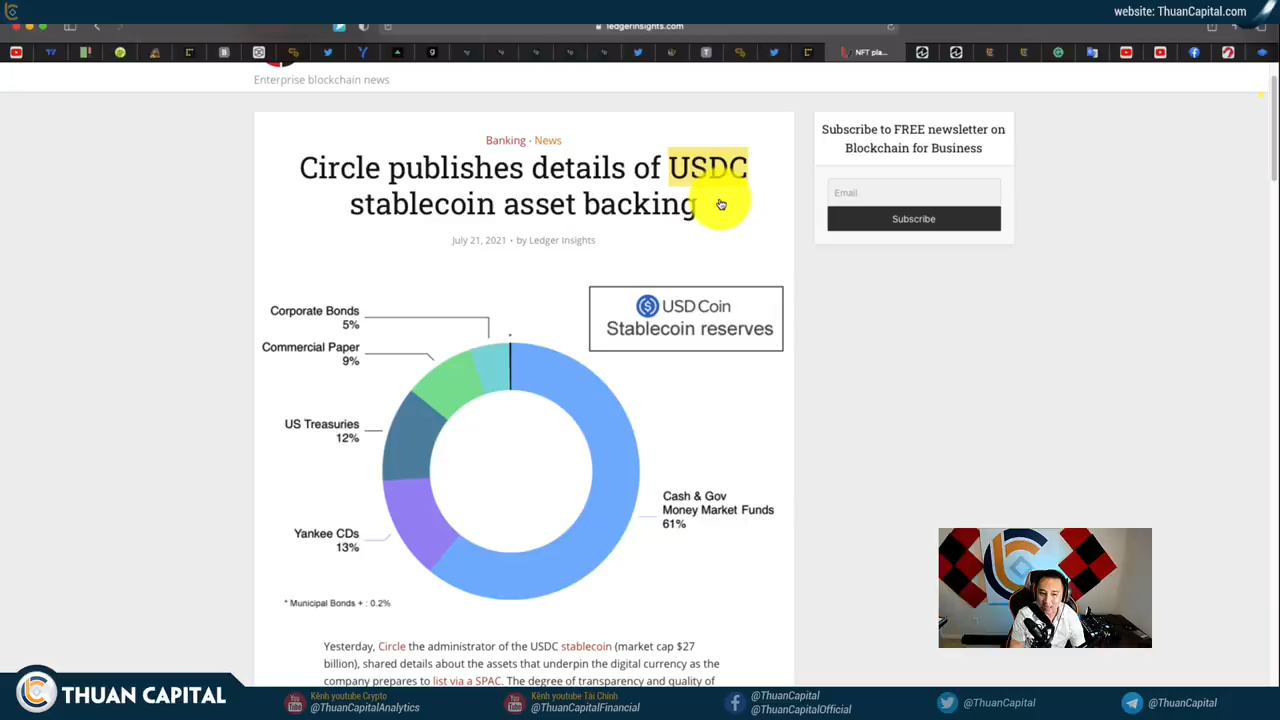 website: ThuanCapital.com
ledgerinsights.com
NFT pla...
Enterprise blockchain news
Banking · News
Circle publishes details of USDC
stablecoin asset backing
July 21, 2021 • by Ledger Insights
Subscribe to FREE newsletter on
Blockchain for Business
Email
Subscribe
USD Coin
Stablecoin reserves
Corporate Bonds
5%
Commercial Paper
9%
US Treasuries
12%
Yankee CDs
13%
Cash & Gov
Money Market Funds
61%
* Municipal Bonds + : 0.2%
Yesterday, Circle the administrator of the USDC stablecoin (market cap $27
billion), shared details about the assets that underpin the digital currency as the
company prepares to list via a SPAC. The degree of transparency and quality of
THUAN CAPITAL
Kênh youtube Crypto
@ThuanCapitalAnalytics
Kênh youtube Tài Chính
@ThuanCapitalFinancial
@ThuanCapital
@ThuanCapitalOfficial
@ThuanCapital
@ThuanCapital